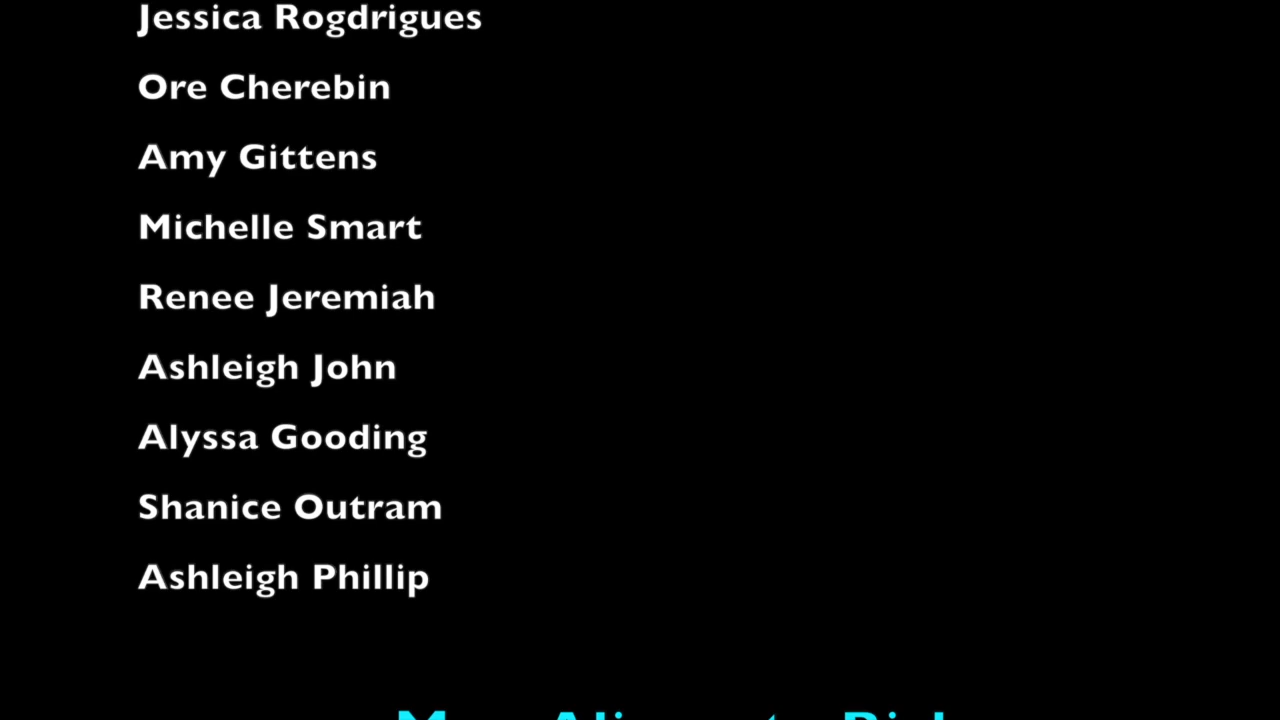 Jessica Rogdrigues
Ore Cherebin
Amy Gittens
Michelle Smart
Renee Jeremiah
Ashleigh John
Alyssa Gooding
Shanice Outram
Ashleigh Phillip